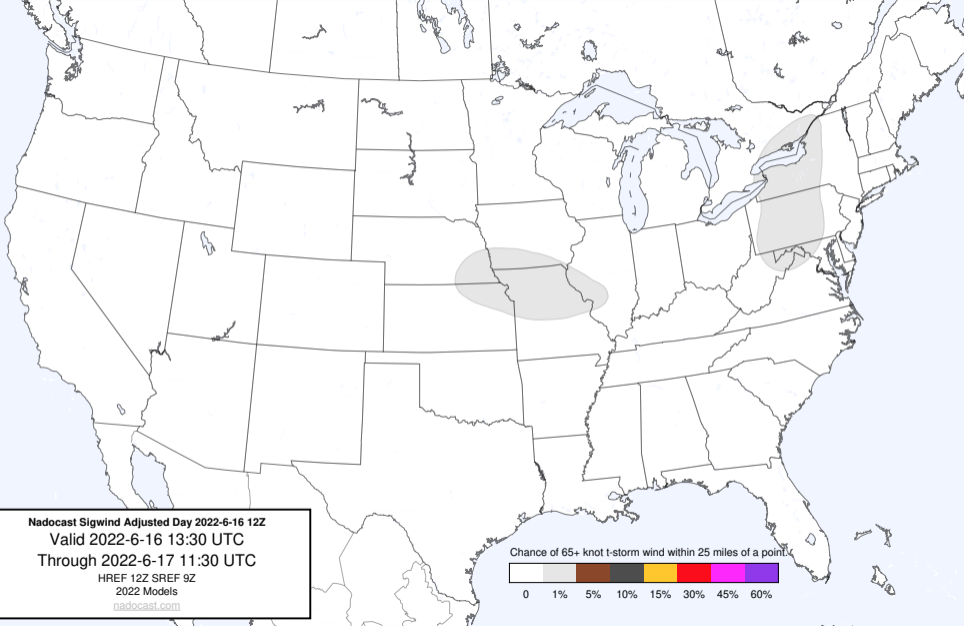 Nadocast Sigwind Adjusted Day 2022-6-16 12Z
Valid 2022-6-16 13:30 UTC
Through 2022-6-17 11:30 UTC
HREF 12Z SREF 9Z
2022 Models
nadocast.com
Chance of 65+ knot t-storm wind within 25 miles of a point.
0 1% 5% 10% 15% 30% 45% 60%